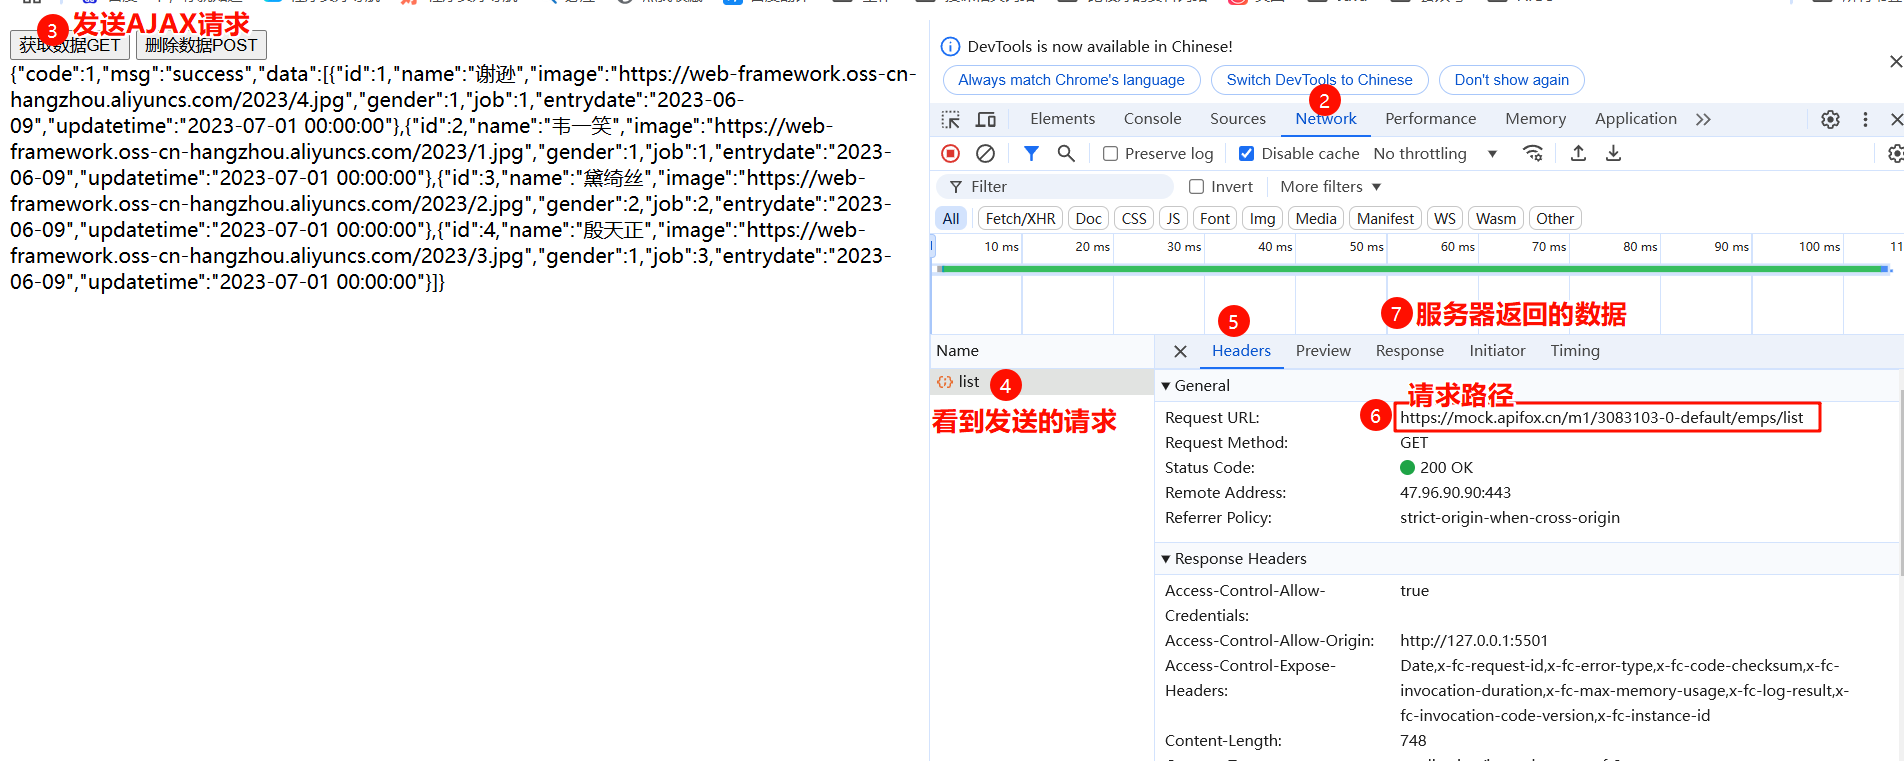 3 发送AJAX请求
获取数据GET 删除数据POST
{"code":1,"msg":"success","data":[{"id":1,"name":"谢逊","image":"https://web-framework.oss-cn-
hangzhou.aliyuncs.com/2023/4.jpg","gender":1,"job":1,"entrydate":"2023-06-
09","updatetime":"2023-07-01 00:00:00"},{"id":2,"name":"韦一笑","image":"https://web-
framework.oss-cn-hangzhou.aliyuncs.com/2023/1.jpg","gender":1,"job":1,"entrydate":"2023-
06-09","updatetime":"2023-07-01 00:00:00"},{"id":3,"name":"黛绮丝","image":"https://web-
framework.oss-cn-hangzhou.aliyuncs.com/2023/2.jpg","gender":2,"job":2,"entrydate":"2023-
06-09","updatetime":"2023-07-01 00:00:00"},{"id":4,"name":"殷天正","image":"https://web-
framework.oss-cn-hangzhou.aliyuncs.com/2023/3.jpg","gender":1,"job":3,"entrydate":"2023-
06-09","updatetime":"2023-07-01 00:00:00"}]}
DevTools is now available in Chinese!
Always match Chrome's language Switch DevTools to Chinese Don't show again
2
Elements Console Sources Network Performance Memory Application
Preserve log Disable cache No throttling
Filter Invert More filters
All Fetch/XHR Doc CSS JS Font Img Media Manifest WS Wasm Other
10 ms 20 ms 30 ms 40 ms 50 ms 60 ms 70 ms 80 ms 90 ms 100 ms 11
5 7 服务器返回的数据
Name Headers Preview Response Initiator Timing
list 4
看到发送的请求
General
请求路径
Request URL: 6 https://mock.apifox.cn/m1/3083103-0-default/emps/list
Request Method: GET
Status Code: 200 OK
Remote Address: 47.96.90.90:443
Referrer Policy: strict-origin-when-cross-origin
Response Headers
Access-Control-Allow- true
Credentials:
Access-Control-Allow-Origin: http://127.0.0.1:5501
Access-Control-Expose- Date,x-fc-request-id,x-fc-error-type,x-fc-code-checksum,x-fc-
Headers: invocation-duration,x-fc-max-memory-usage,x-fc-log-result,x-
fc-invocation-code-version,x-fc-instance-id
Content-Length: 748